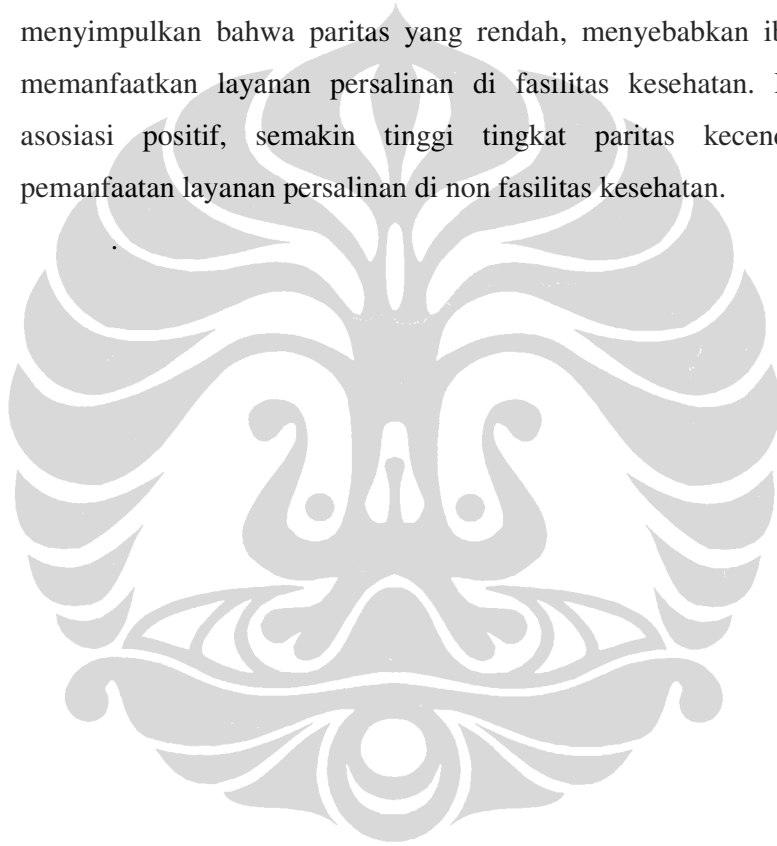 menyimpulkan bahwa paritas yang rendah, menyebabkan
memanfaatkan layanan persalinan di fasilitas kesehatan.
asosiasi positif, semakin tinggi tingkat paritas
pemanfaatan layanan persalinan di non fasilitas kesehatan.
.